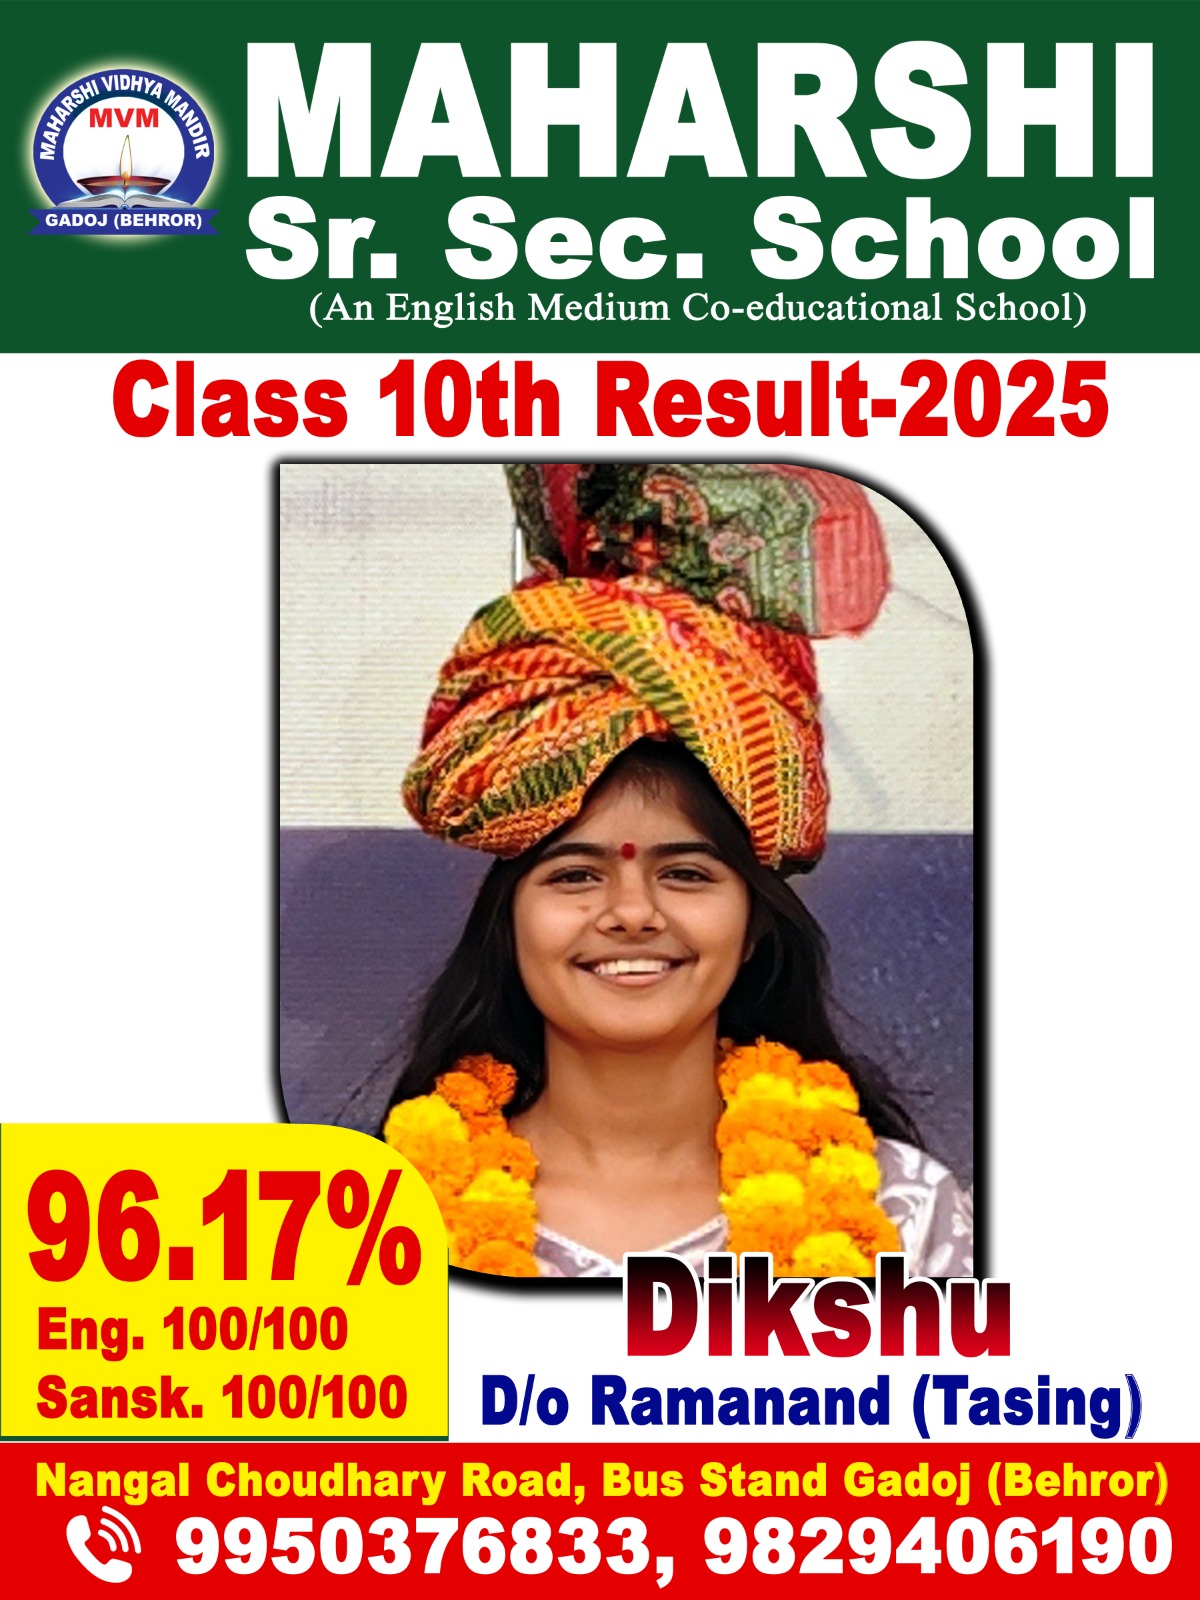 MAHARSHI VIDHYA MANDIR
MVM
GADOJ (BEHROR)
MAHARSHI
Sr. Sec. School
(An English Medium Co-educational School)
Class 10th Result-2025
96.17%
Eng. 100/100
Sansk. 100/100
Dikshu
D/o Ramanand (Tasing)
Nangal Choudhary Road, Bus Stand Gadoj (Behror)
9950376833, 9829406190